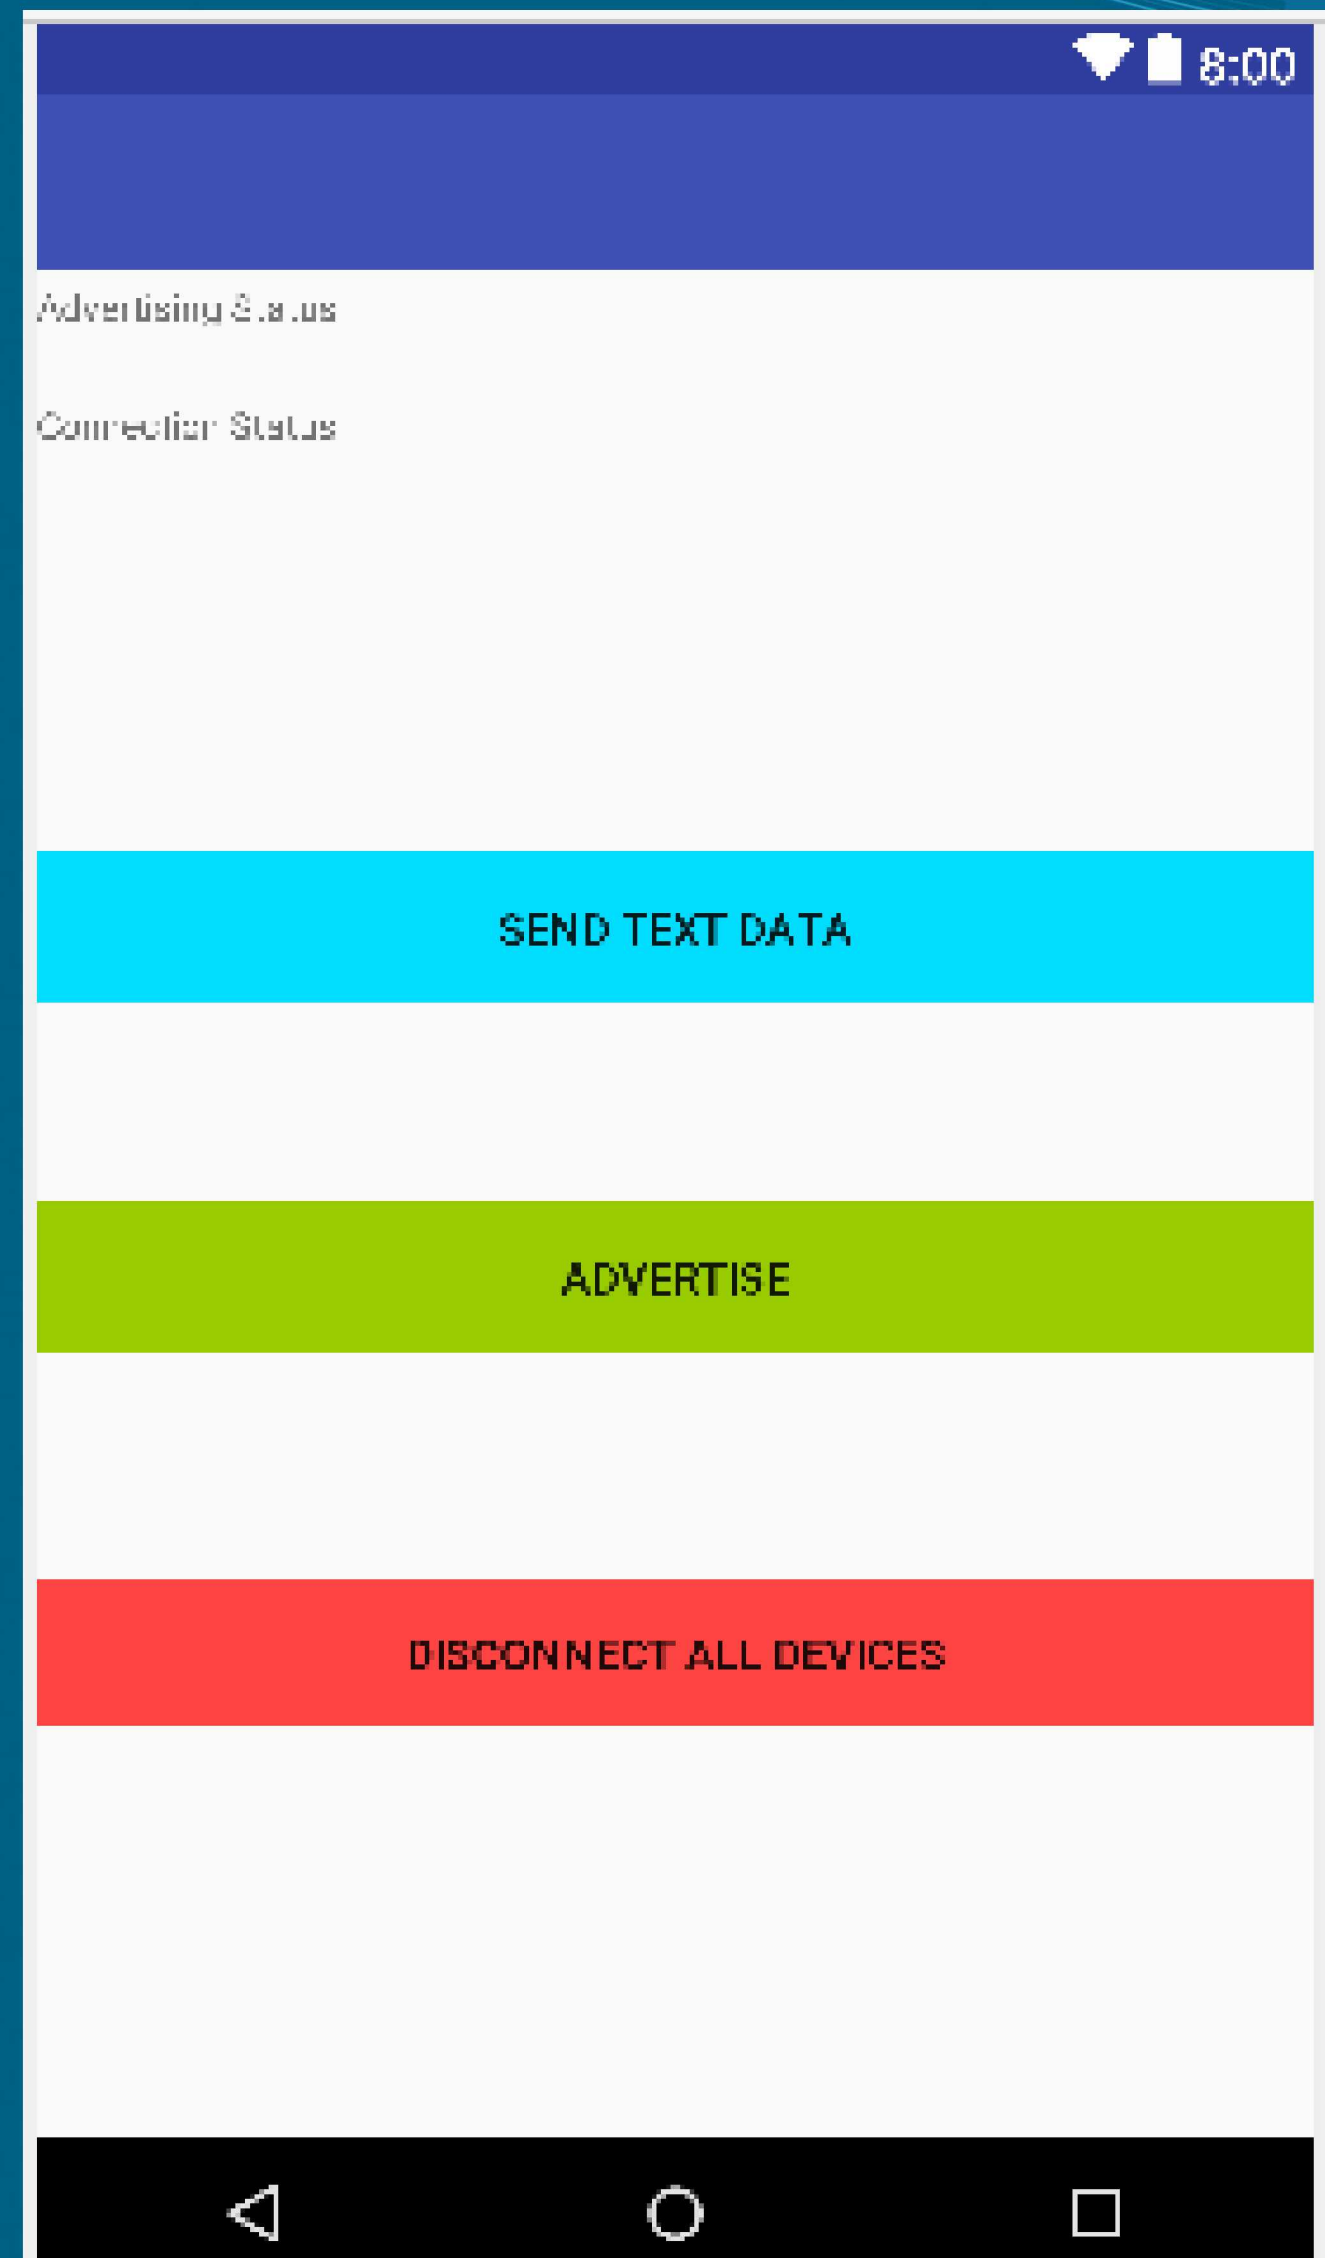 8:00
Advertising Status
Connection Status
SEND TEXT DATA
ADVERTISE
DISCONNECT ALL DEVICES